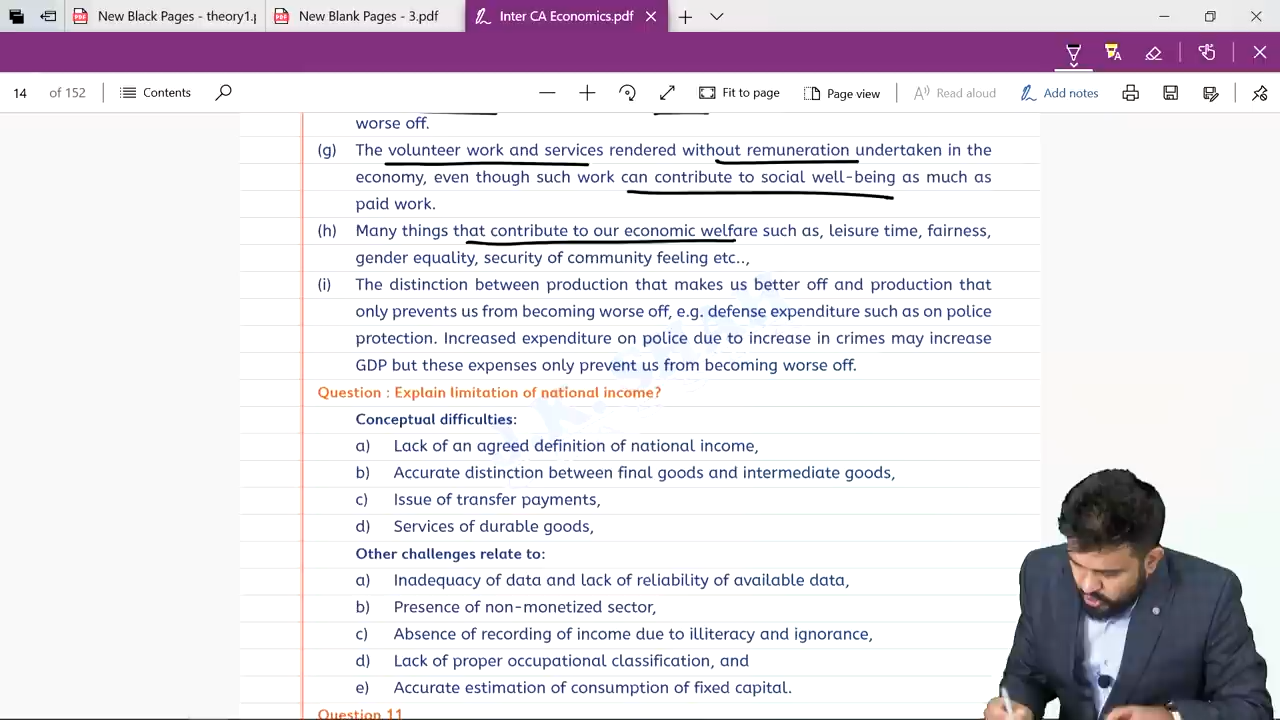 New Black Pages - theory1.p
New Blank Pages - 3.pdf
Inter CA Economics.pdf
14 of 152
Contents
Fit to page
Page view
Read aloud
Add notes
worse off.
(g) The volunteer work and services rendered without remuneration undertaken in the
economy, even though such work can contribute to social well-being as much as
paid work.
(h) Many things that contribute to our economic welfare such as, leisure time, fairness,
gender equality, security of community feeling etc..,
(i) The distinction between production that makes us better off and production that
only prevents us from becoming worse off, e.g. defense expenditure such as on police
protection. Increased expenditure on police due to increase in crimes may increase
GDP but these expenses only prevent us from becoming worse off.
Question : Explain limitation of national income?
Conceptual difficulties:
a) Lack of an agreed definition of national income,
b) Accurate distinction between final goods and intermediate goods,
c) Issue of transfer payments,
d) Services of durable goods,
Other challenges relate to:
a) Inadequacy of data and lack of reliability of available data,
b) Presence of non-monetized sector,
c) Absence of recording of income due to illiteracy and ignorance,
d) Lack of proper occupational classification, and
e) Accurate estimation of consumption of fixed capital.
Question 11